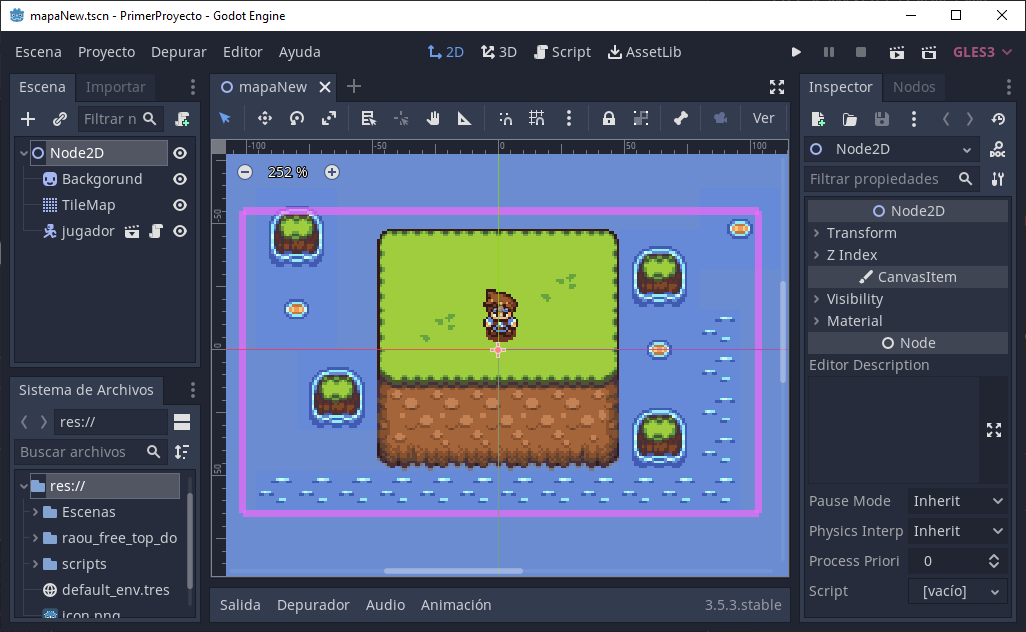 mapaNew.tscn - PrimerProyecto - Godot Engine
Escena Proyecto Depurar Editor Ayuda 2D 3D Script AssetLib GLES3
Escena Importar
Filtrar n
Node2D
Backgorund
TileMap
jugador
Sistema de Archivos
res://
Buscar archivos
res://
Escenas
raou_free_top_do
scripts
default_env.tres
icon.png
mapaNew
Ver
-100 -50 0 50 100
-50
0
50
252 %
Salida Depurador Audio Animación 3.5.3.stable
Inspector Nodos
Node2D
DOC
Filtrar propiedades
Node2D
Transform
Z Index
CanvasItem
Visibility
Material
Node
Editor Description
Pause Mode Inherit
Physics Interp Inherit
Process Priori 0
Script [vacío]